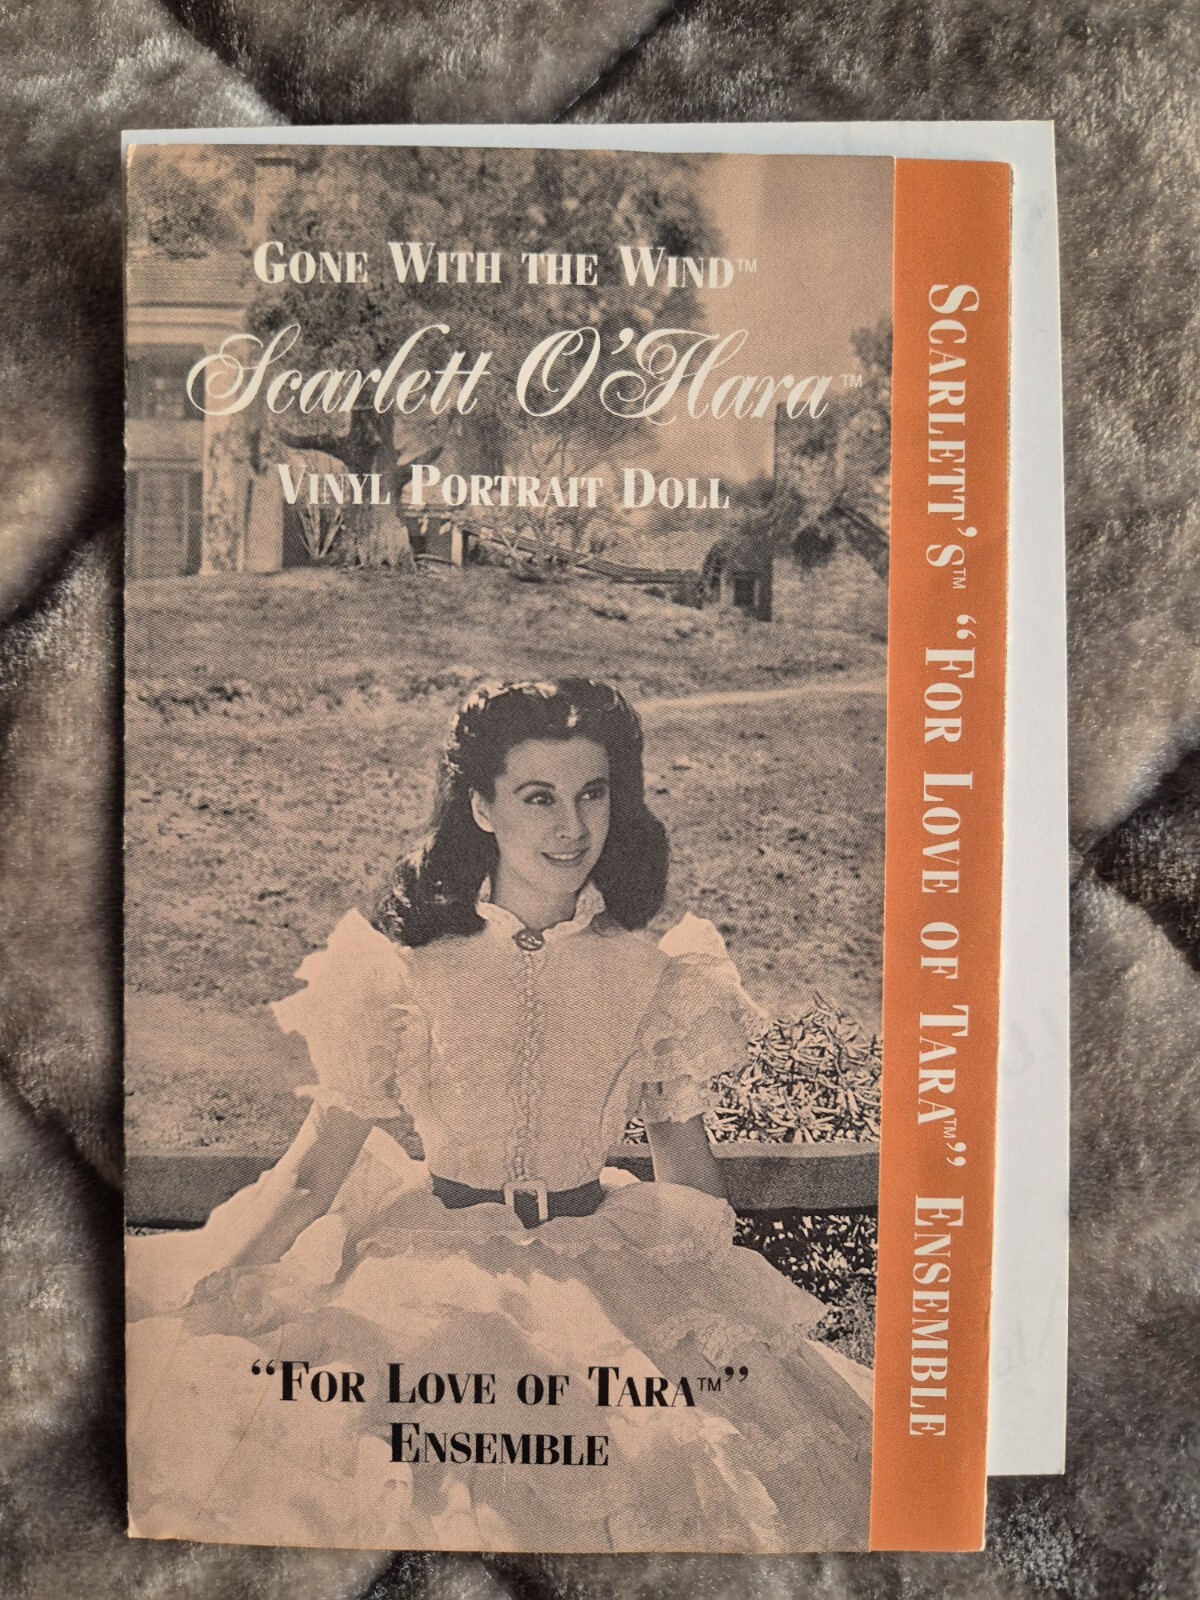 GONE WITH THE WIND™
Scarlett O'Hara™
VINYL PORTRAIT DOLL
"FOR LOVE OF TARA™"
ENSEMBLE
SCARLETT'S™ "FOR LOVE OF TARA™" ENSEMBLE